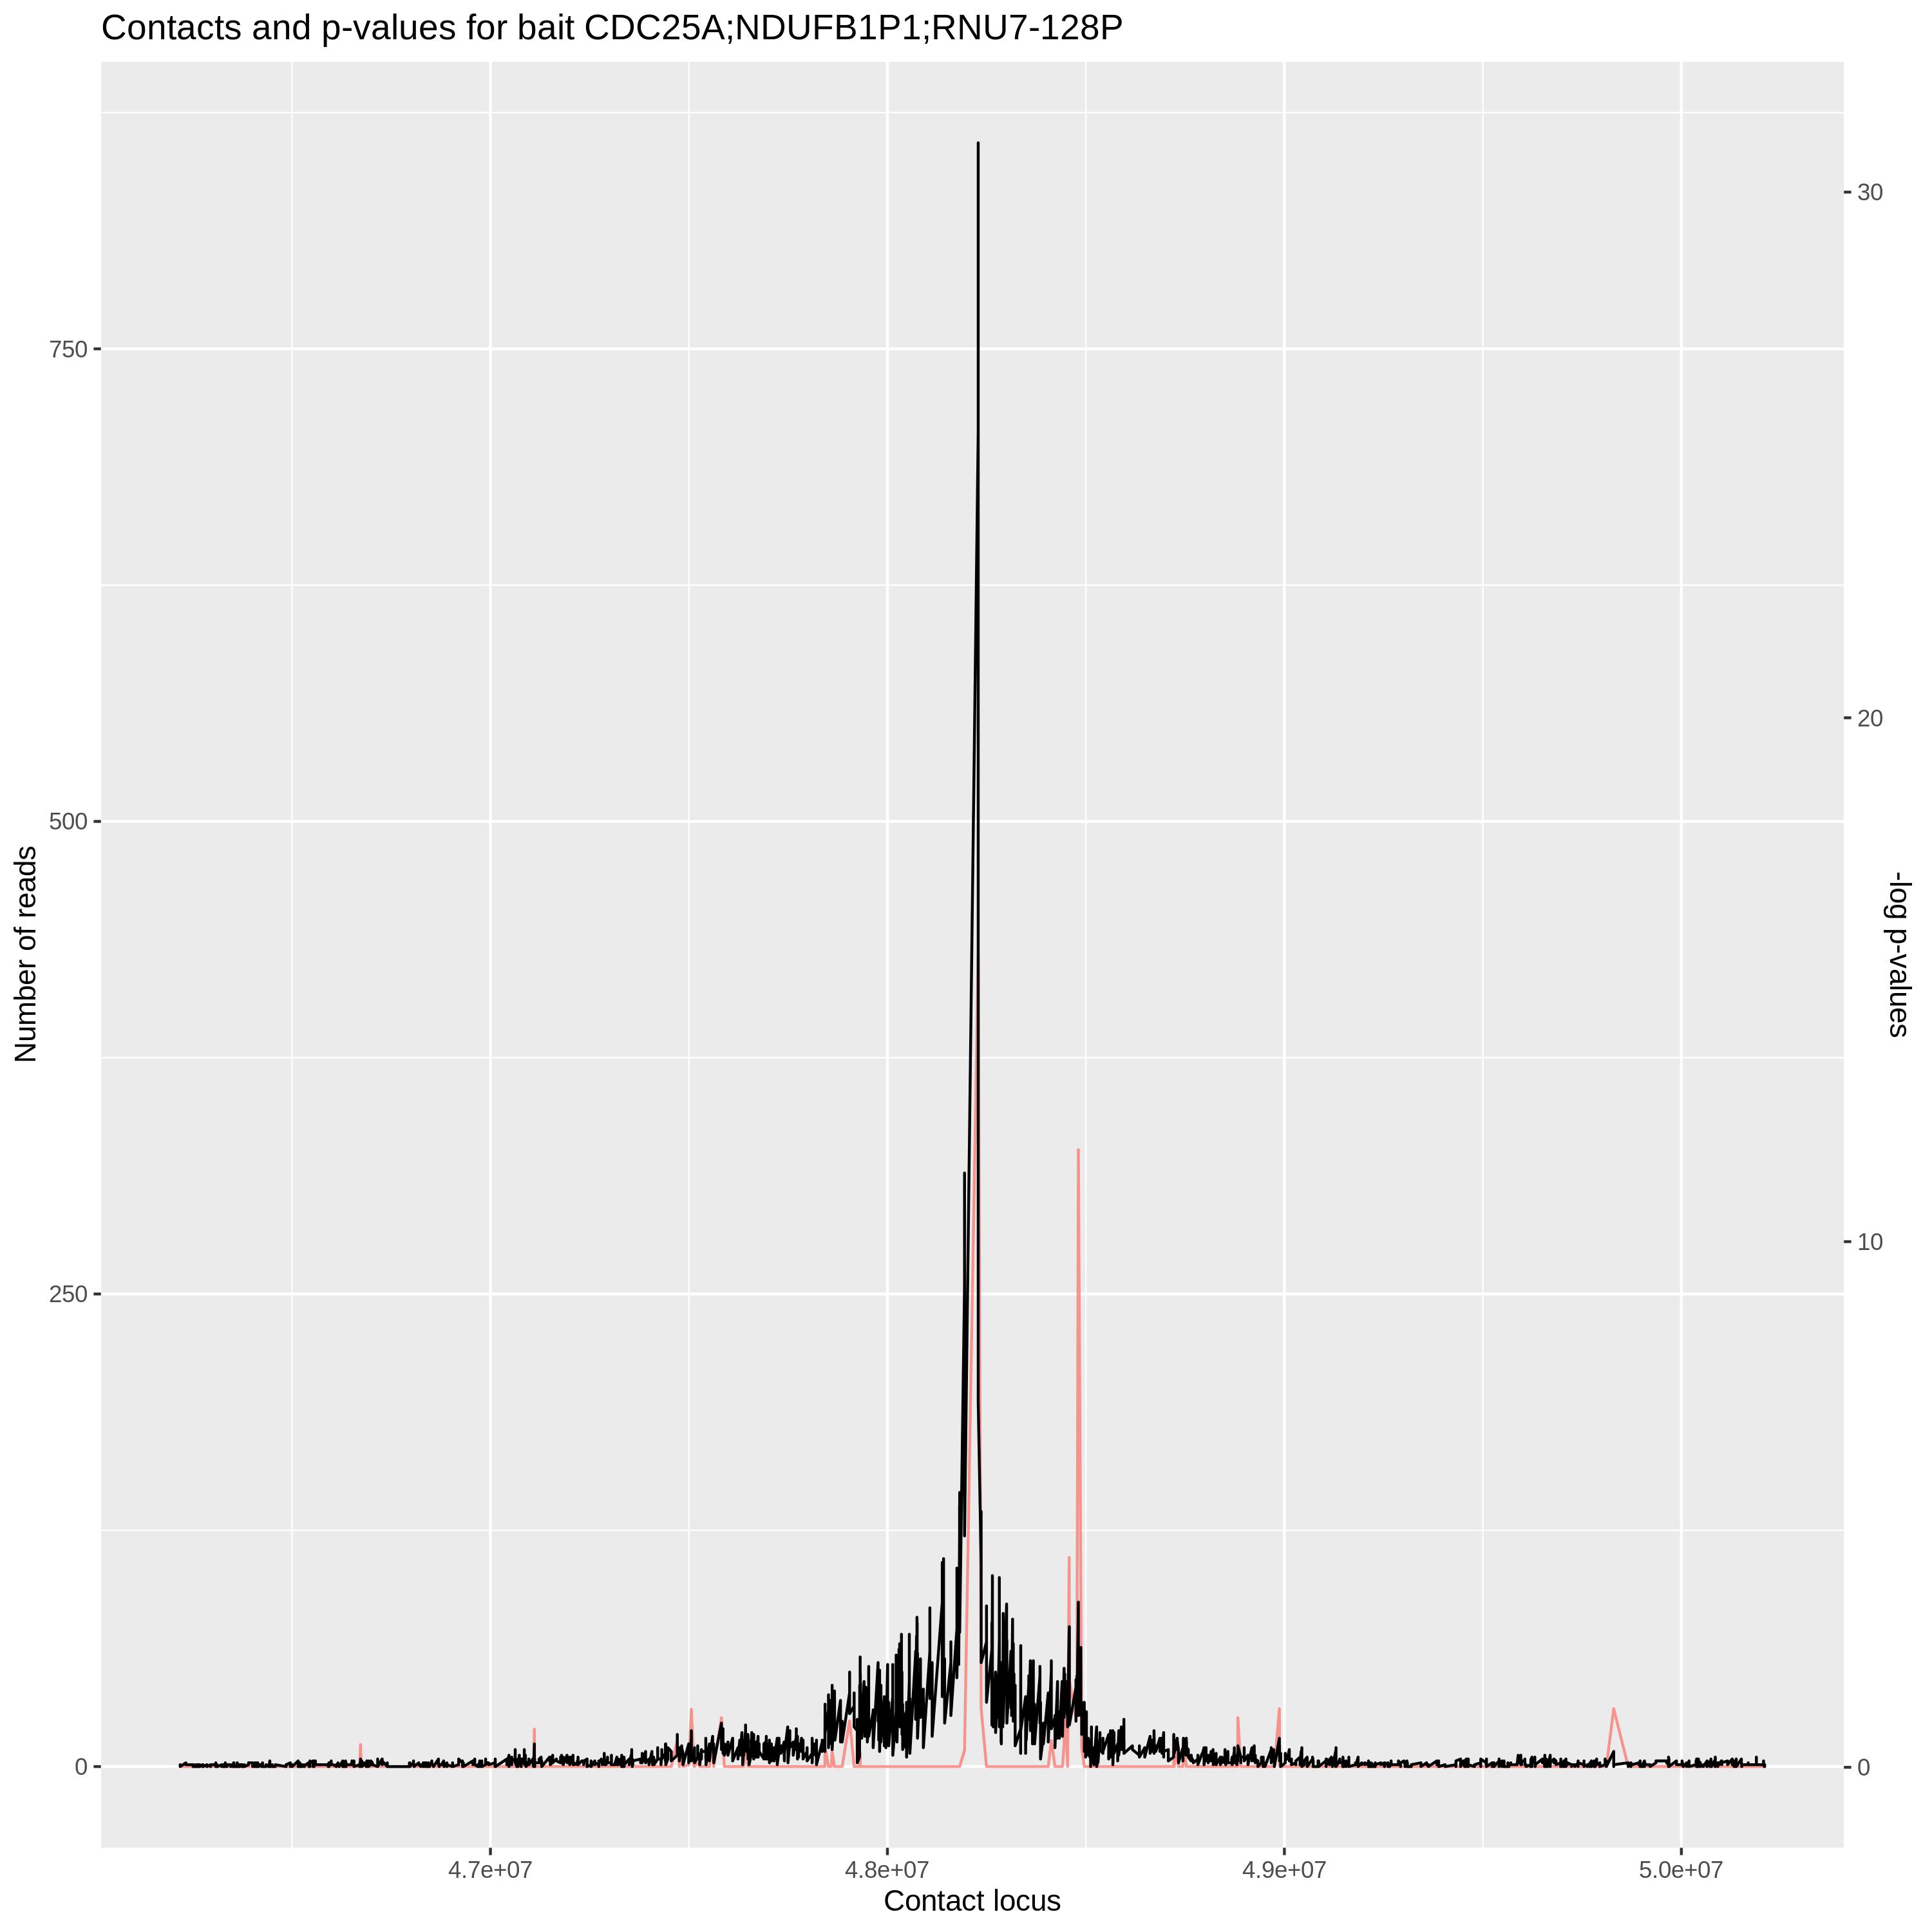 Contacts and p-values for bait CDC25A;NDUFB1P1;RNU7-128P
750
500
250
0
Number of reads
30
20
10
0
-log p-values
4.7e+07
4.8e+07
4.9e+07
5.0e+07
Contact locus